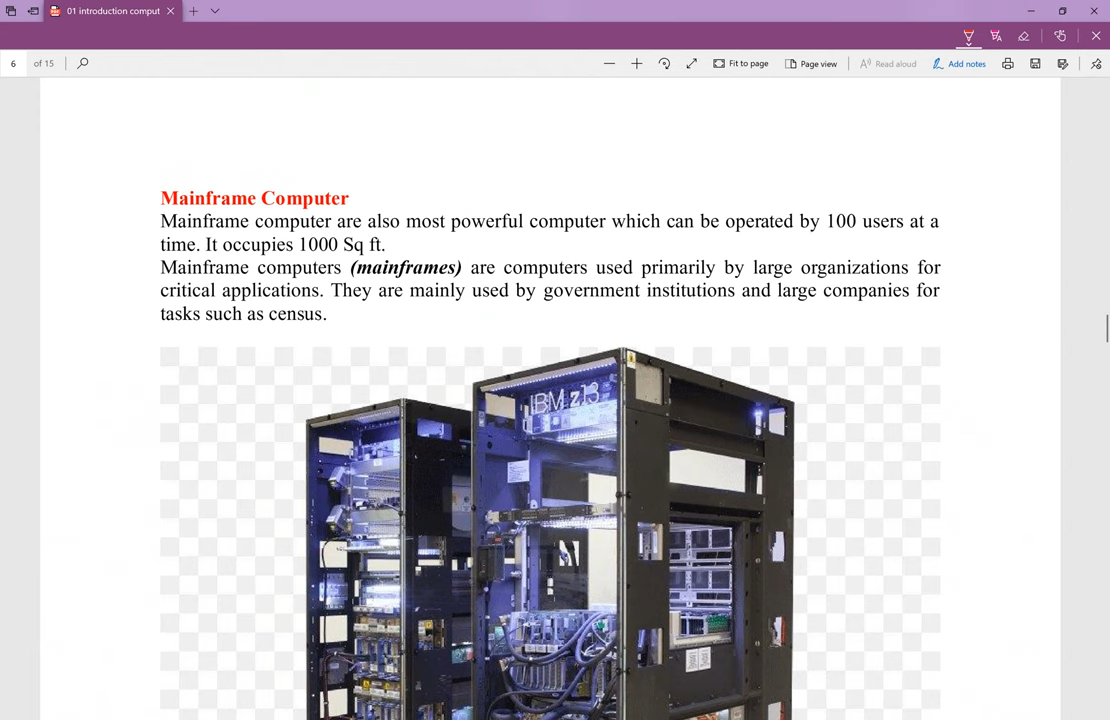 01 introduction comput
6 of 15
Fit to page
Page view
Read aloud
Add notes
Mainframe Computer
Mainframe computer are also most powerful computer which can be operated by 100 users at a
time. It occupies 1000 Sq ft.
Mainframe computers (mainframes) are computers used primarily by large organizations for
critical applications. They are mainly used by government institutions and large companies for
tasks such as census.
IBM z13